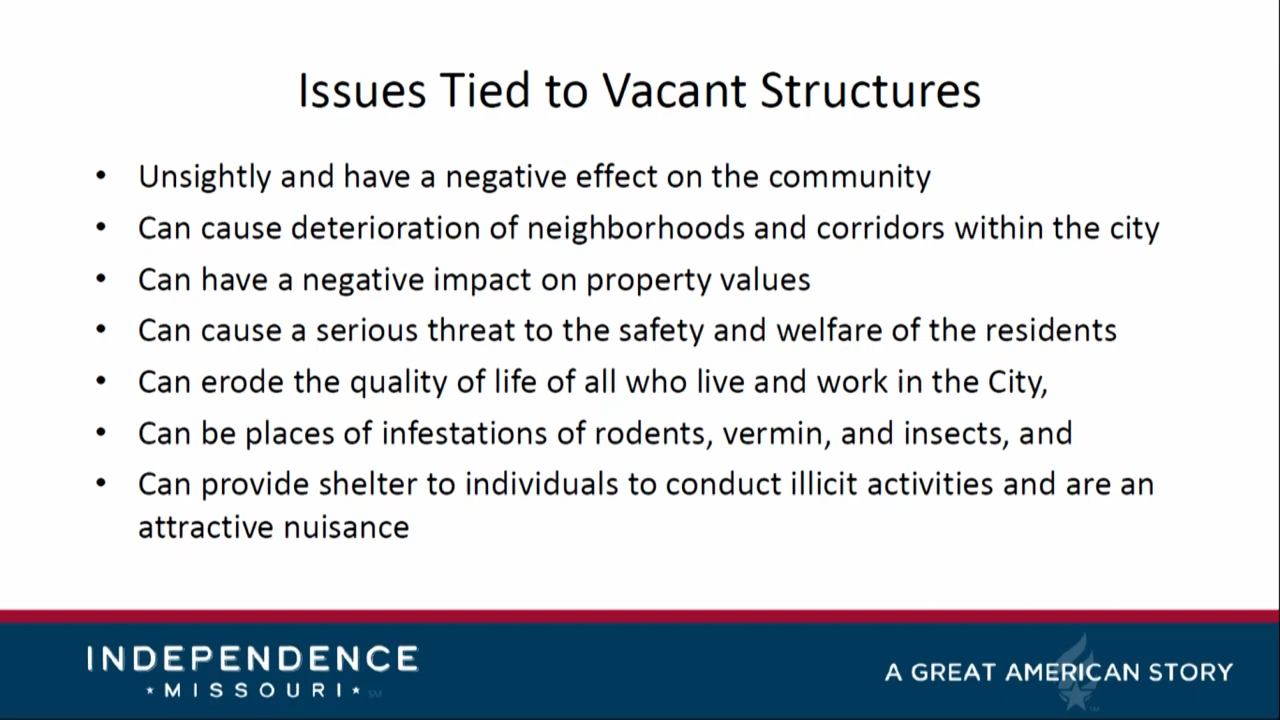 Issues Tied to Vacant Structures
• Unsightly and have a negative effect on the community
• Can cause deterioration of neighborhoods and corridors within the city
• Can have a negative impact on property values
• Can cause a serious threat to the safety and welfare of the residents
• Can erode the quality of life of all who live and work in the City,
• Can be places of infestations of rodents, vermin, and insects, and
• Can provide shelter to individuals to conduct illicit activities and are an
attractive nuisance
INDEPENDENCE
★ MISSOURI ★ SM
A GREAT AMERICAN STORY